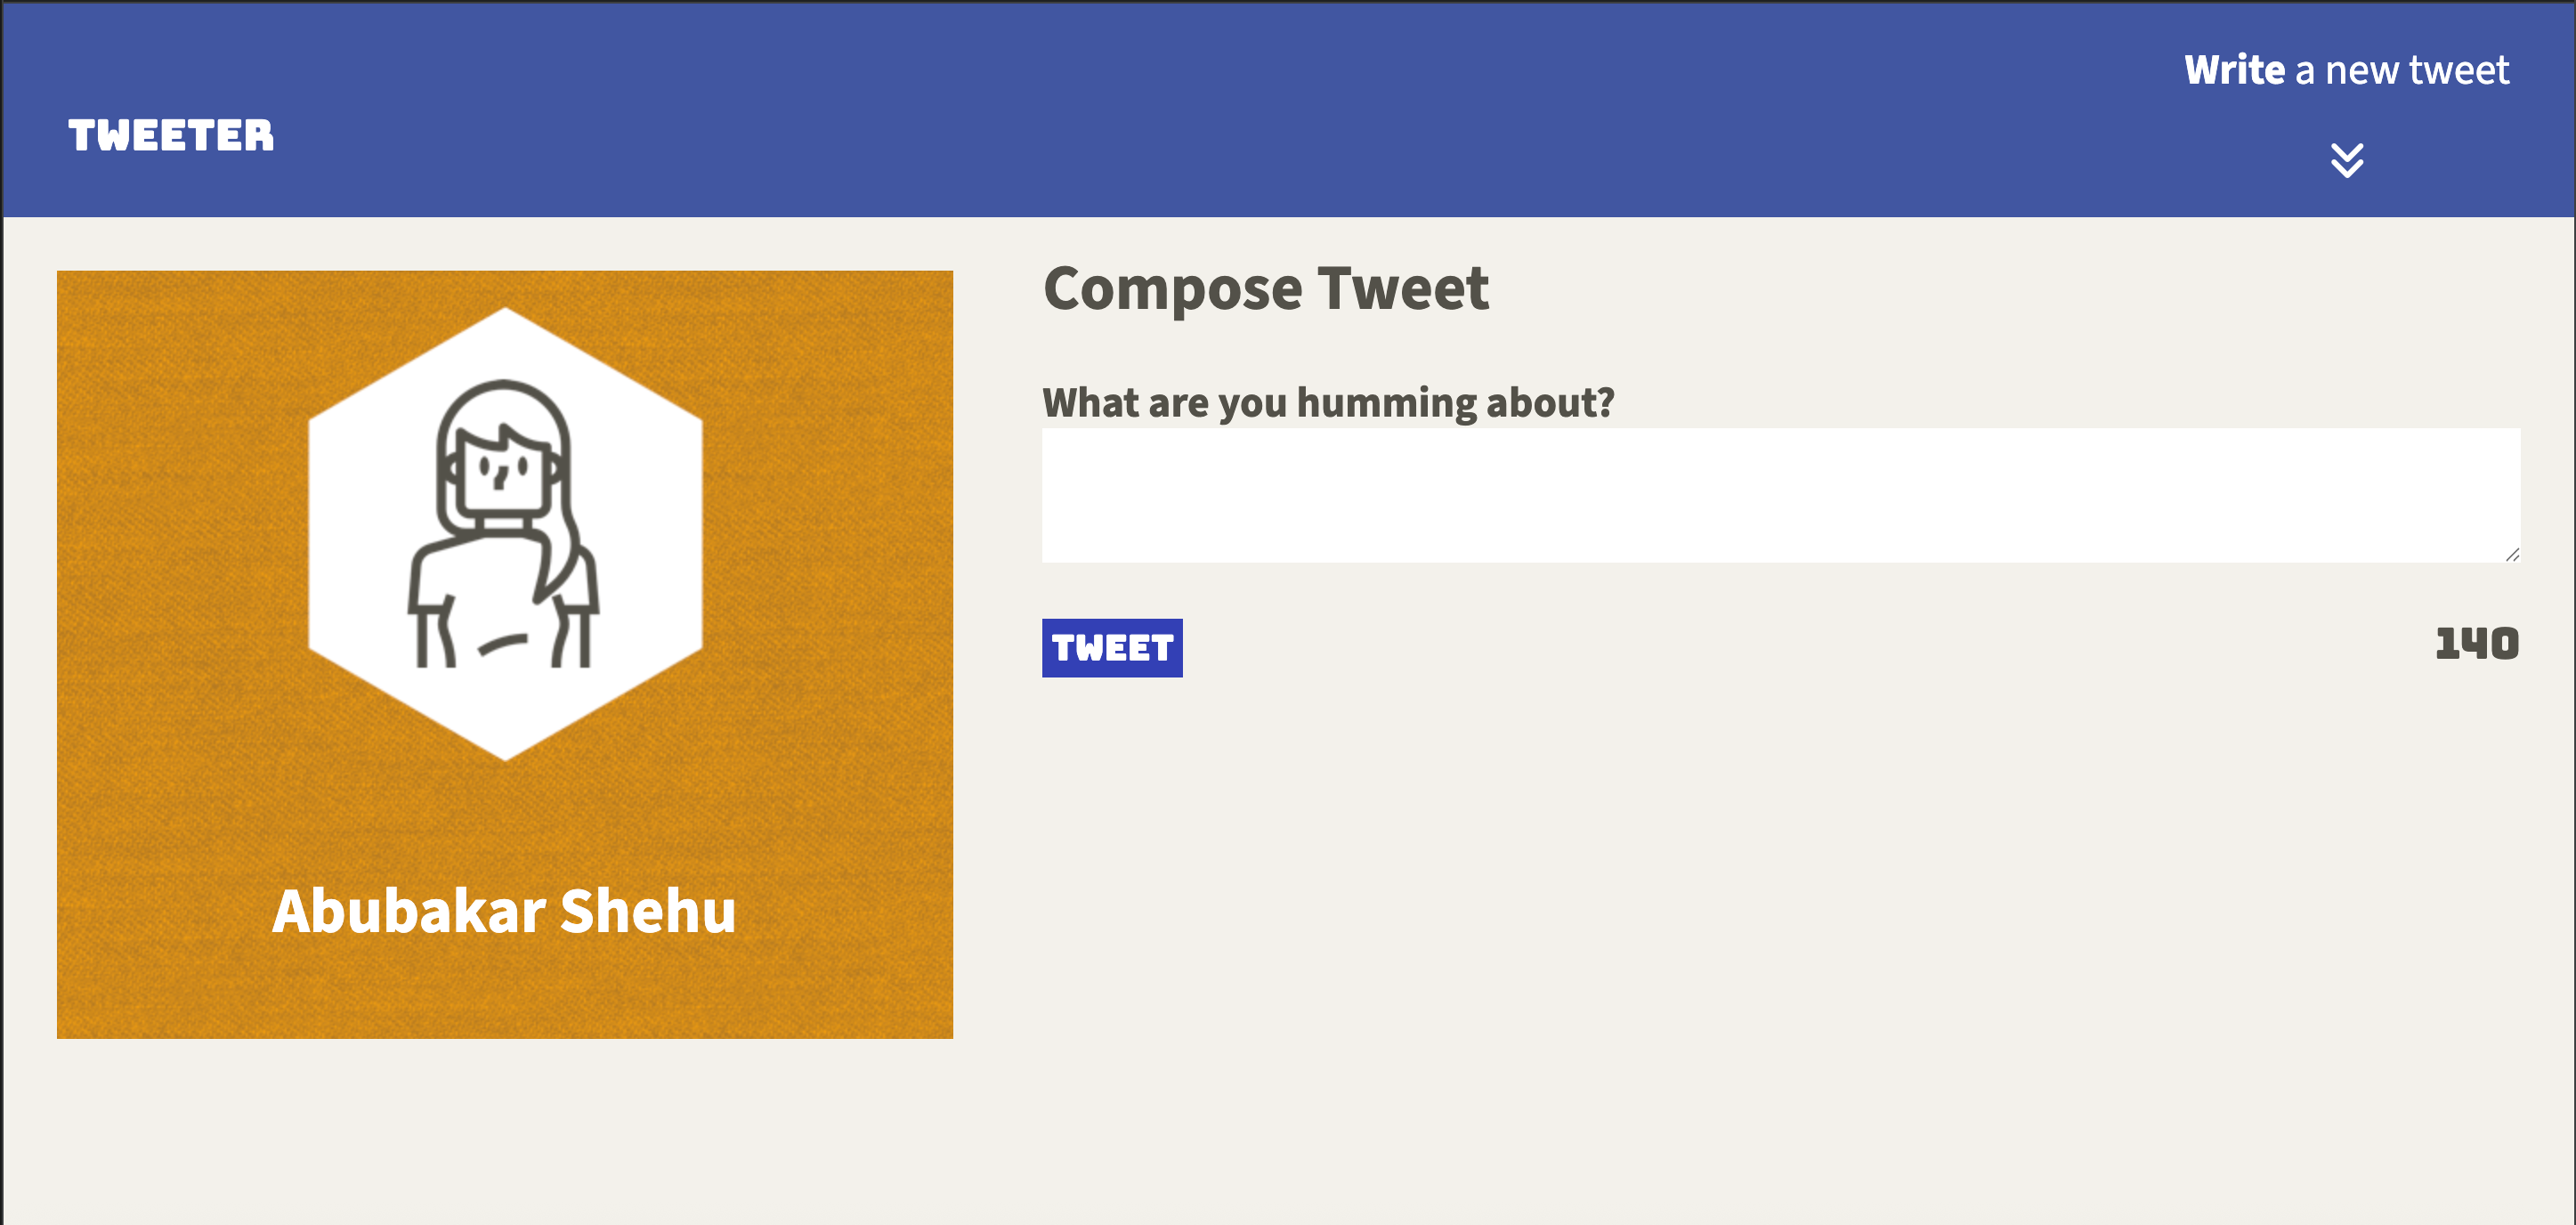 Write a new tweet
TWEETER
Compose Tweet
What are you humming about?
TWEET
140
Abubakar Shehu